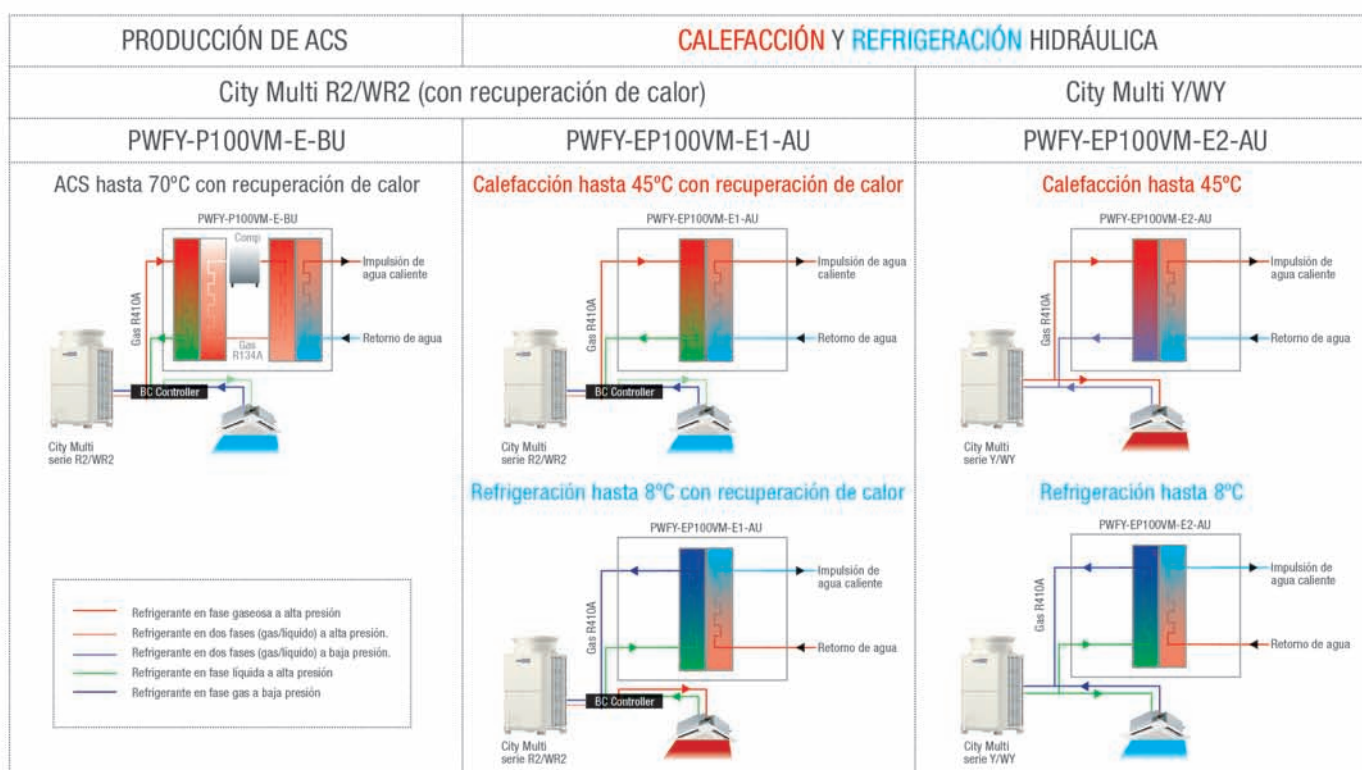 PRODUCCIÓN DE ACS
CALEFACCIÓN Y REFRIGERACIÓN HIDRÁULICA
City Multi R2/WR2 (con recuperación de calor)
City Multi Y/WY
PWFY-P100VM-E-BU
PWFY-EP100VM-E1-AU
PWFY-EP100VM-E2-AU
ACS hasta 70ºC con recuperación de calor
PWFY-P100VM-E-BU
Comp
Impulsión de
agua caliente
Gas R410A
Gas
R134A
Retorno de agua
BC Controller
City Multi
serie R2/WR2
Calefacción hasta 45ºC con recuperación de calor
PWFY-EP100VM-E1-AU
Impulsión de agua
caliente
Gas R410A
Retorno de agua
BC Controller
City Multi
serie R2/WR2
Calefacción hasta 45ºC
PWFY-EP100VM-E2-AU
Impulsión de
agua caliente
Gas R410A
Retorno de agua
City Multi
serie Y/WY
Refrigeración hasta 8ºC con recuperación de calor
PWFY-EP100VM-E1-AU
Impulsión de
agua caliente
Gas R410A
Retorno de agua
BC Controller
City Multi
serie R2/WR2
Refrigeración hasta 8ºC
PWFY-EP100VM-E2-AU
Impulsión de
agua caliente
Gas R410A
Retorno de agua
City Multi
serie Y/WY
Refrigerante en fase gaseosa a alta presión
Refrigerante en dos fases (gas/líquido) a alta presión.
Refrigerante en dos fases (gas/líquido) a baja presión.
Refrigerante en fase líquida a alta presión
Refrigerante en fase gas a baja presión